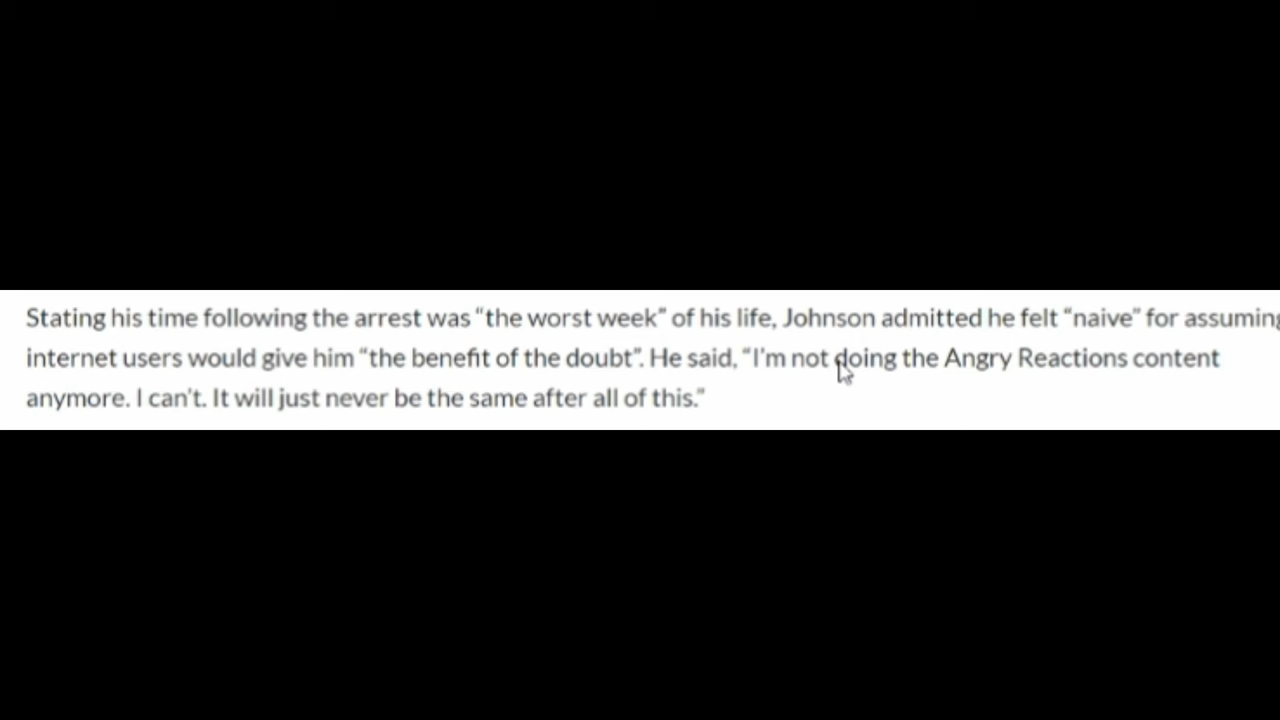 Stating his time following the arrest was “the worst week” of his life, Johnson admitted he felt “naive” for assuming
internet users would give him “the benefit of the doubt”. He said, “I’m not doing the Angry Reactions content
anymore. I can’t. It will just never be the same after all of this.”